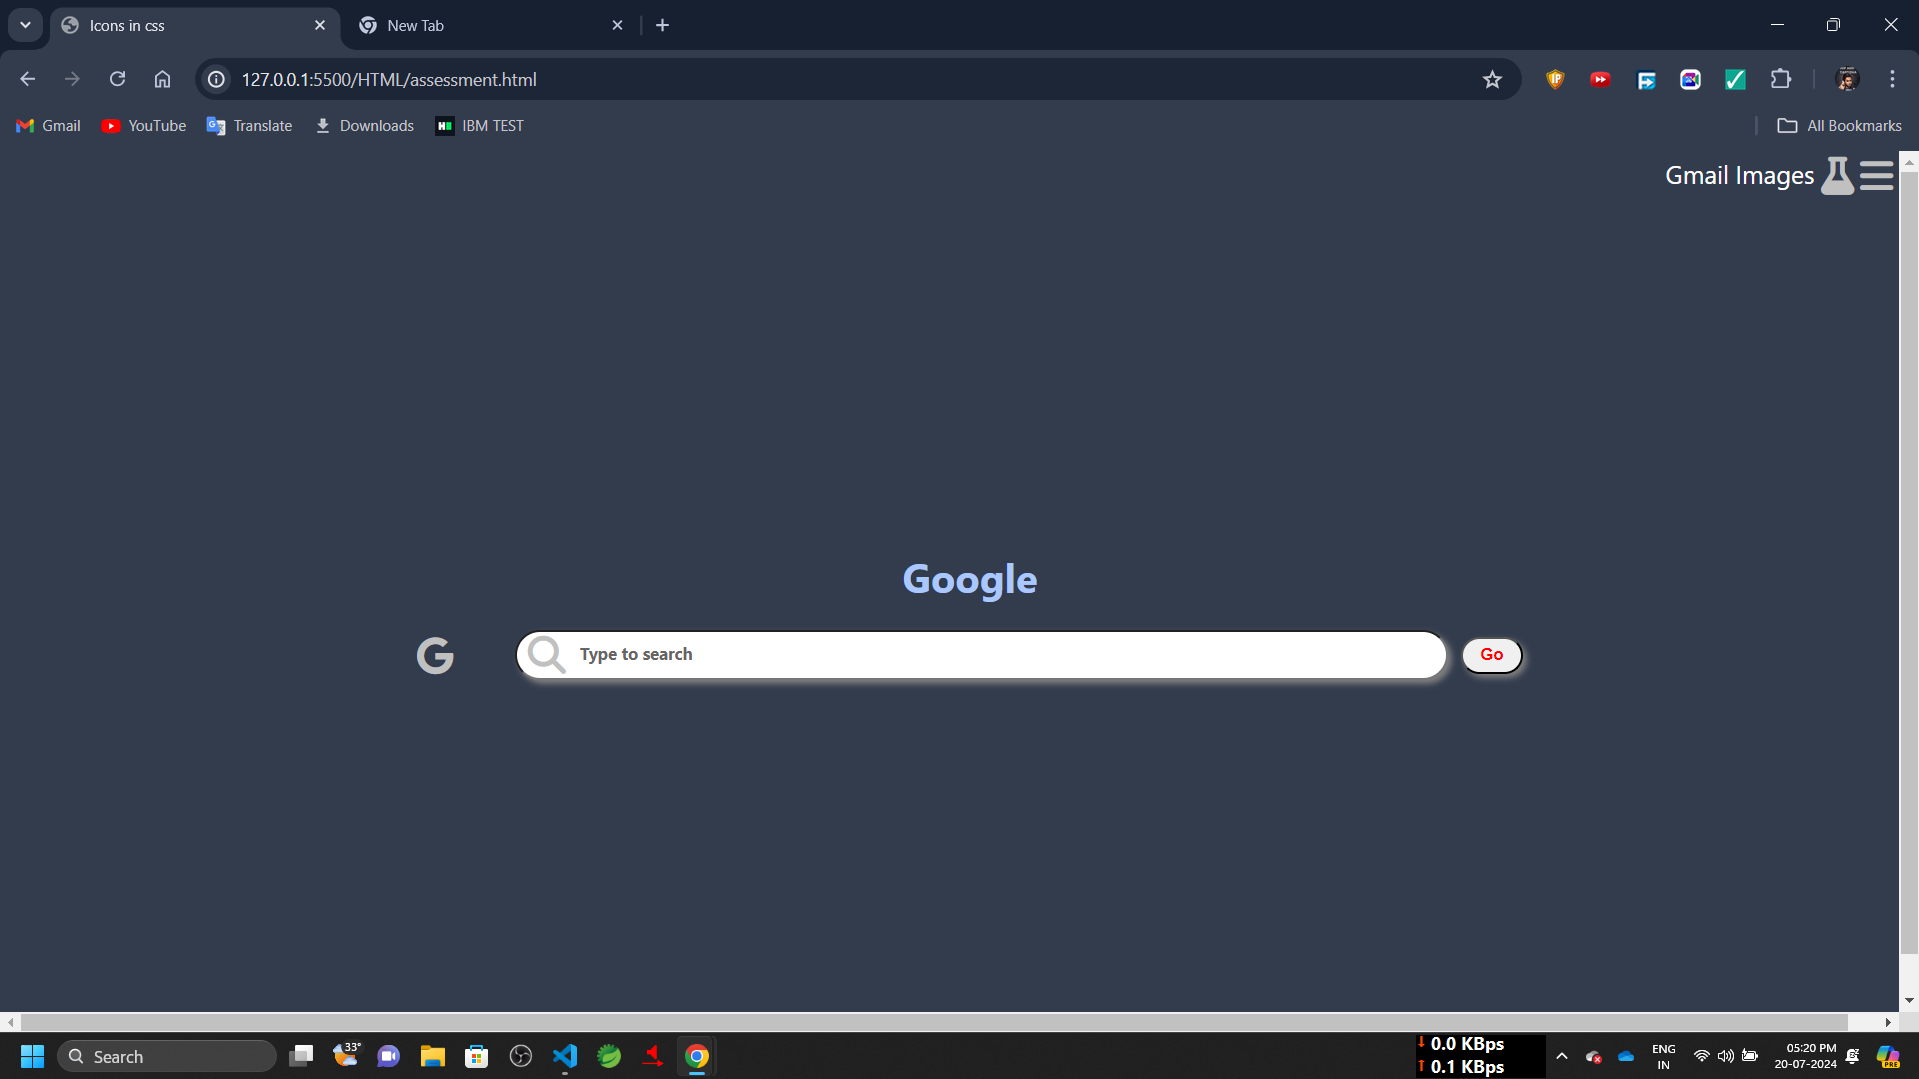 Icons in css
New Tab
127.0.0.1:5500/HTML/assessment.html
Gmail YouTube Translate Downloads IBM TEST All Bookmarks
Gmail Images
Google
Type to search
Go
Search
33°
0.0 KBps
0.1 KBps
ENG
IN
05:20 PM
20-07-2024
PRE